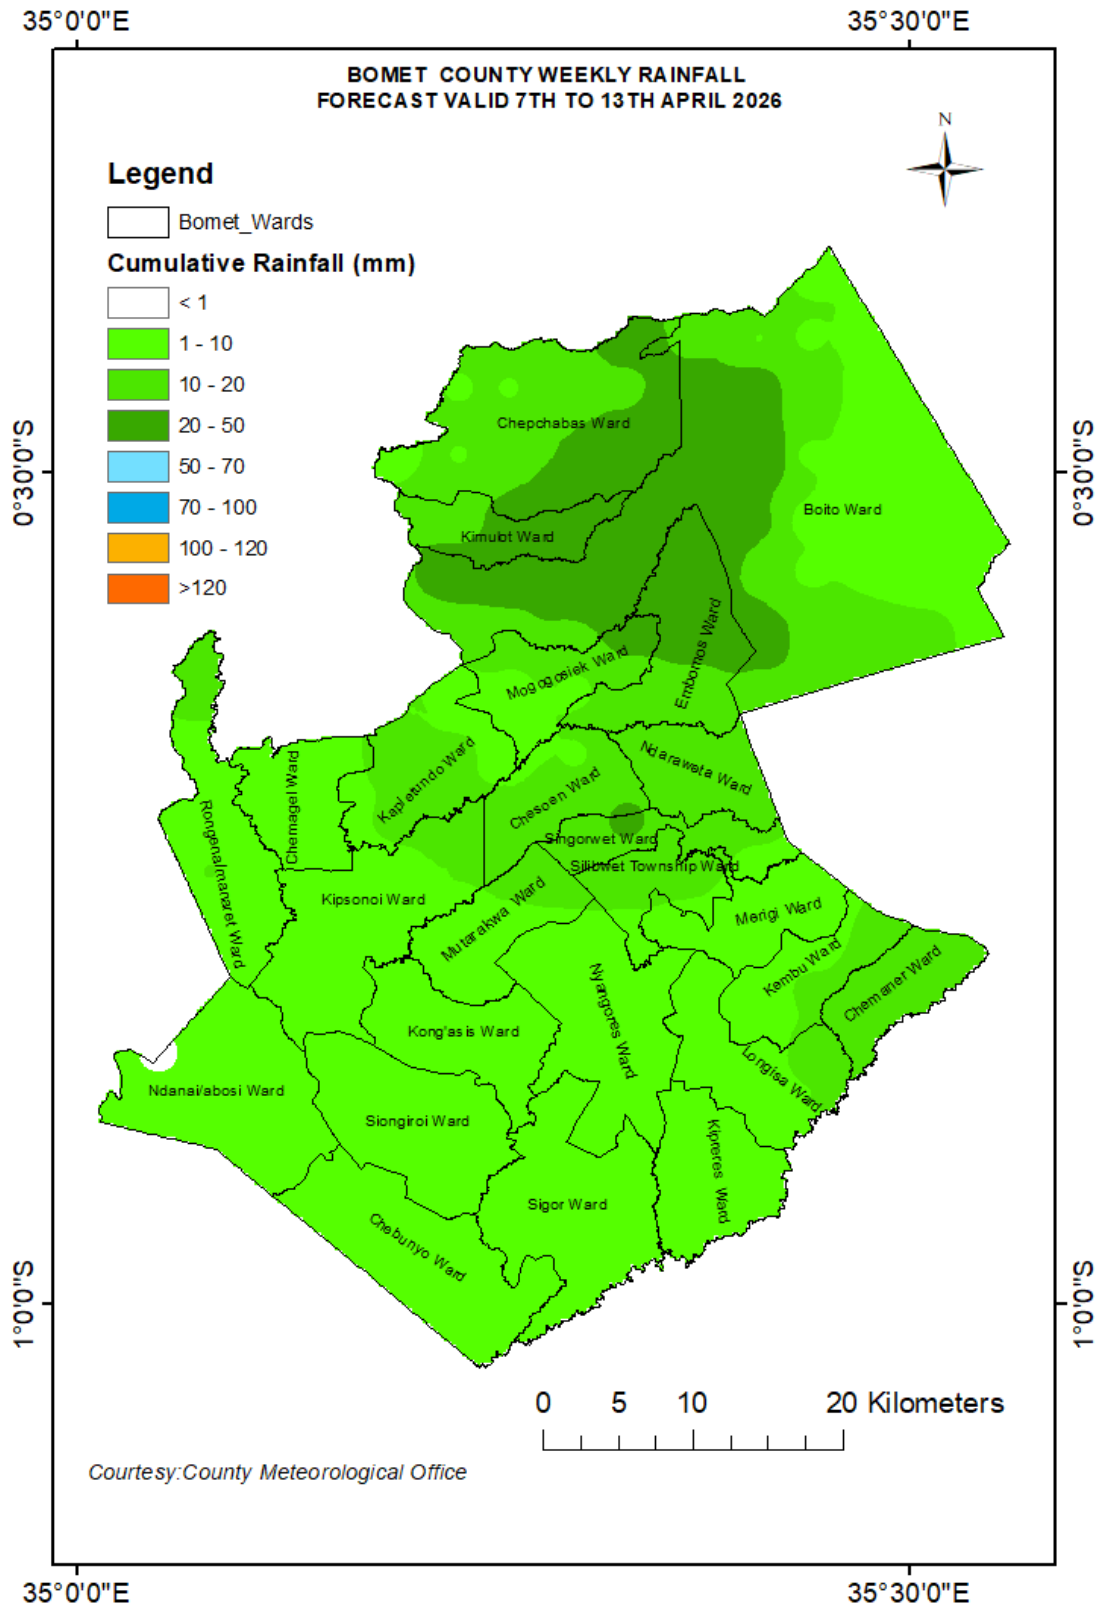 35°0'0"E
35°30'0"E
BOMET COUNTY WEEKLY RAINFALL
FORECAST VALID 7TH TO 13TH APRIL 2026
N
Legend
Bomet_Wards
Cumulative Rainfall (mm)
< 1
1 - 10
10 - 20
20 - 50
50 - 70
70 - 100
100 - 120
>120
0°30'0"S
0°30'0"S
Chepchabas Ward
Boito Ward
Kimulot Ward
Embomos Ward
Mogogosiek Ward
Ndaraweta Ward
Kapletundo Ward
Chesoen Ward
Chemagel Ward
Rongena/manaret Ward
Singorwet Ward
Silibwet Township Ward
Kipsonoi Ward
Mutarakwa Ward
Merigi Ward
Kembu Ward
Chemaner Ward
Nyangores Ward
Kong'asis Ward
Longisa Ward
Ndanai/abosi Ward
Siongiroi Ward
Kipreres Ward
Sigor Ward
Chebunyo Ward
1°0'0"S
1°0'0"S
0 5 10 20 Kilometers
Courtesy:County Meteorological Office
35°0'0"E
35°30'0"E